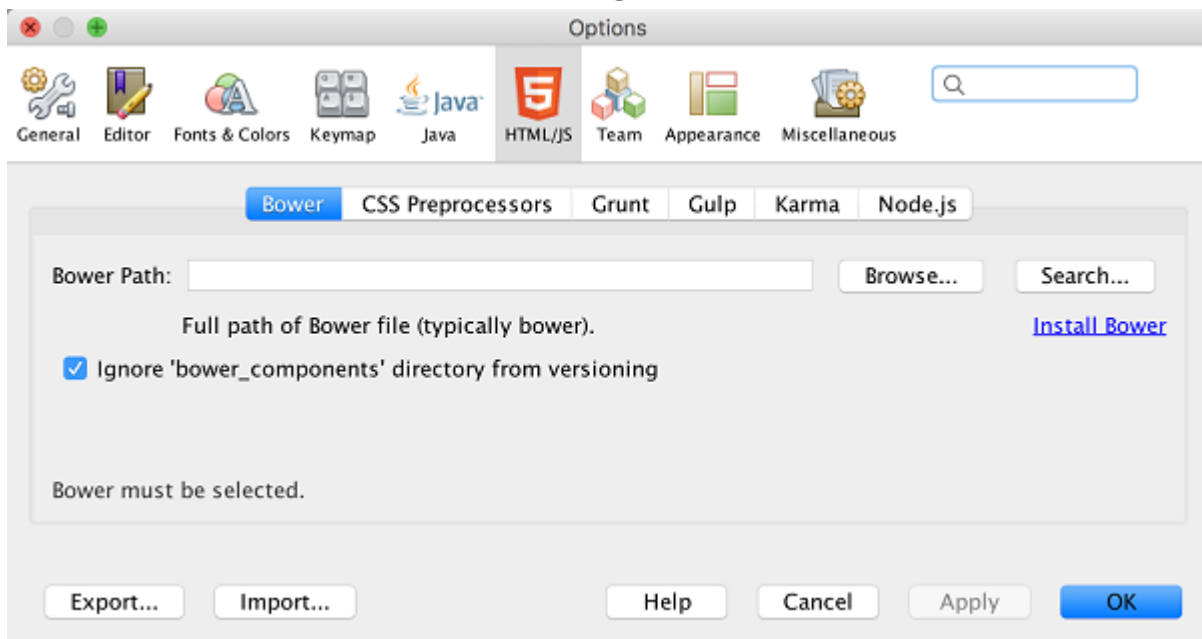 Options
Java
General Editor Fonts & Colors Keymap Java HTML/JS Team Appearance Miscellaneous
Bower CSS Preprocessors Grunt Gulp Karma Node.js
Bower Path: Browse... Search...
Full path of Bower file (typically bower). Install Bower
Ignore 'bower_components' directory from versioning
Bower must be selected.
Export... Import... Help Cancel Apply OK